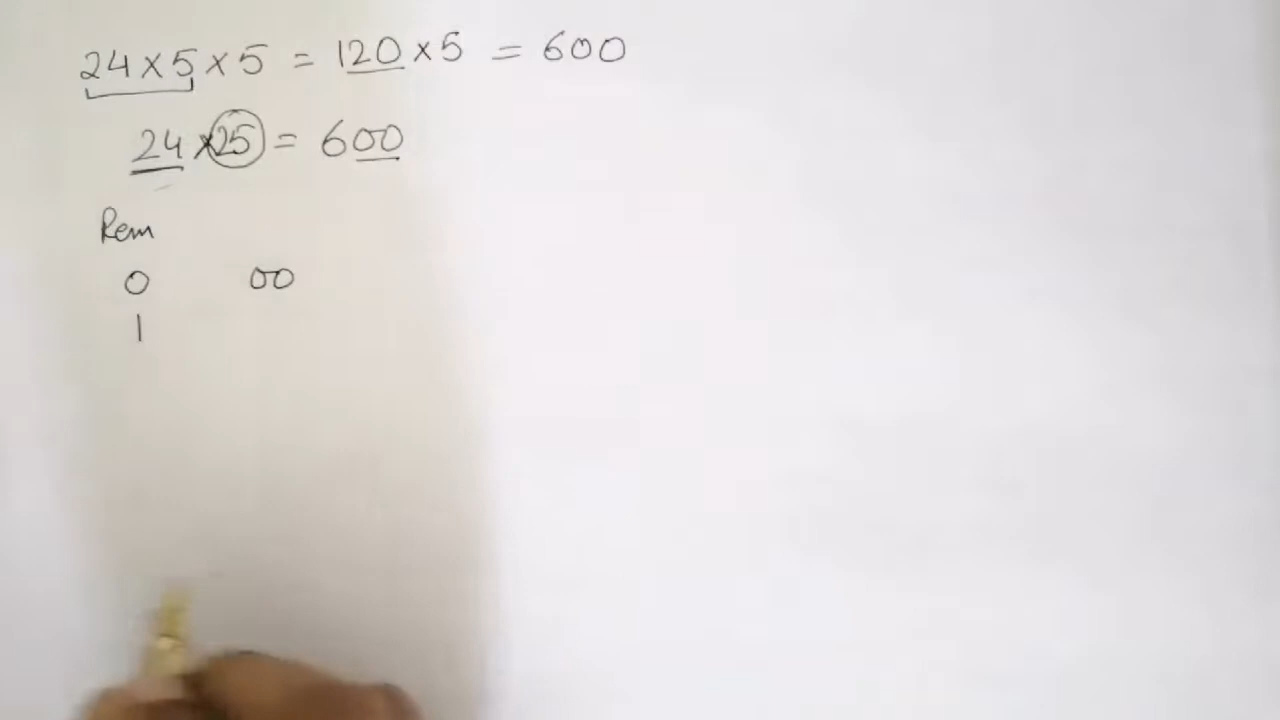 24 × 5 × 5 = 120 × 5 = 600
24 × 25 = 600
Rem
0 00
1